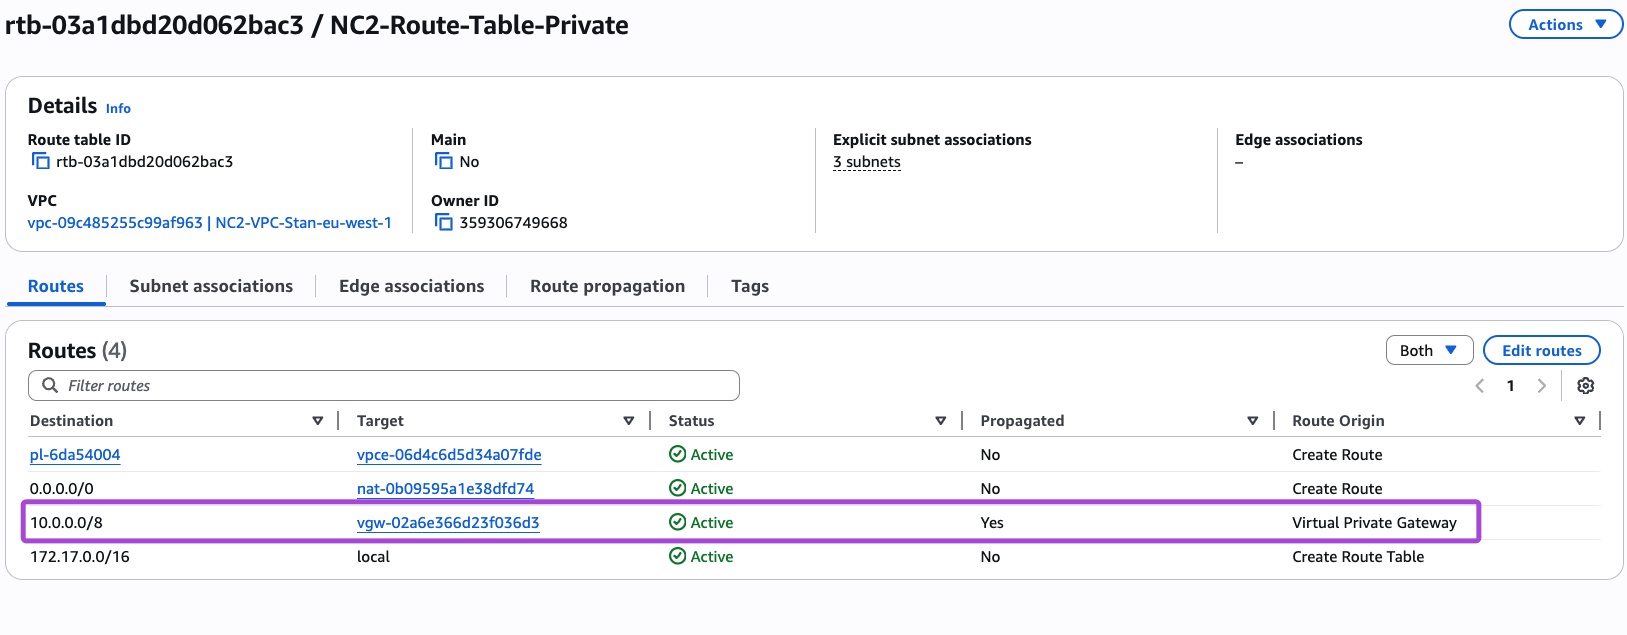 rtb-03a1dbd20d062bac3 / NC2-Route-Table-Private
Actions
Details Info
Route table ID
rtb-03a1dbd20d062bac3
Main
No
Explicit subnet associations
3 subnets
Edge associations
–
VPC
vpc-09c485255c99af963 | NC2-VPC-Stan-eu-west-1
Owner ID
359306749668
Routes Subnet associations Edge associations Route propagation Tags
Routes (4)
Both Edit routes
Filter routes
1
Destination Target Status Propagated Route Origin
pl-6da54004 vpce-06d4c6d5d34a07fde Active No Create Route
0.0.0.0/0 nat-0b09595a1e38dfd74 Active No Create Route
10.0.0.0/8 vgw-02a6e366d23f036d3 Active Yes Virtual Private Gateway
172.17.0.0/16 local Active No Create Route Table